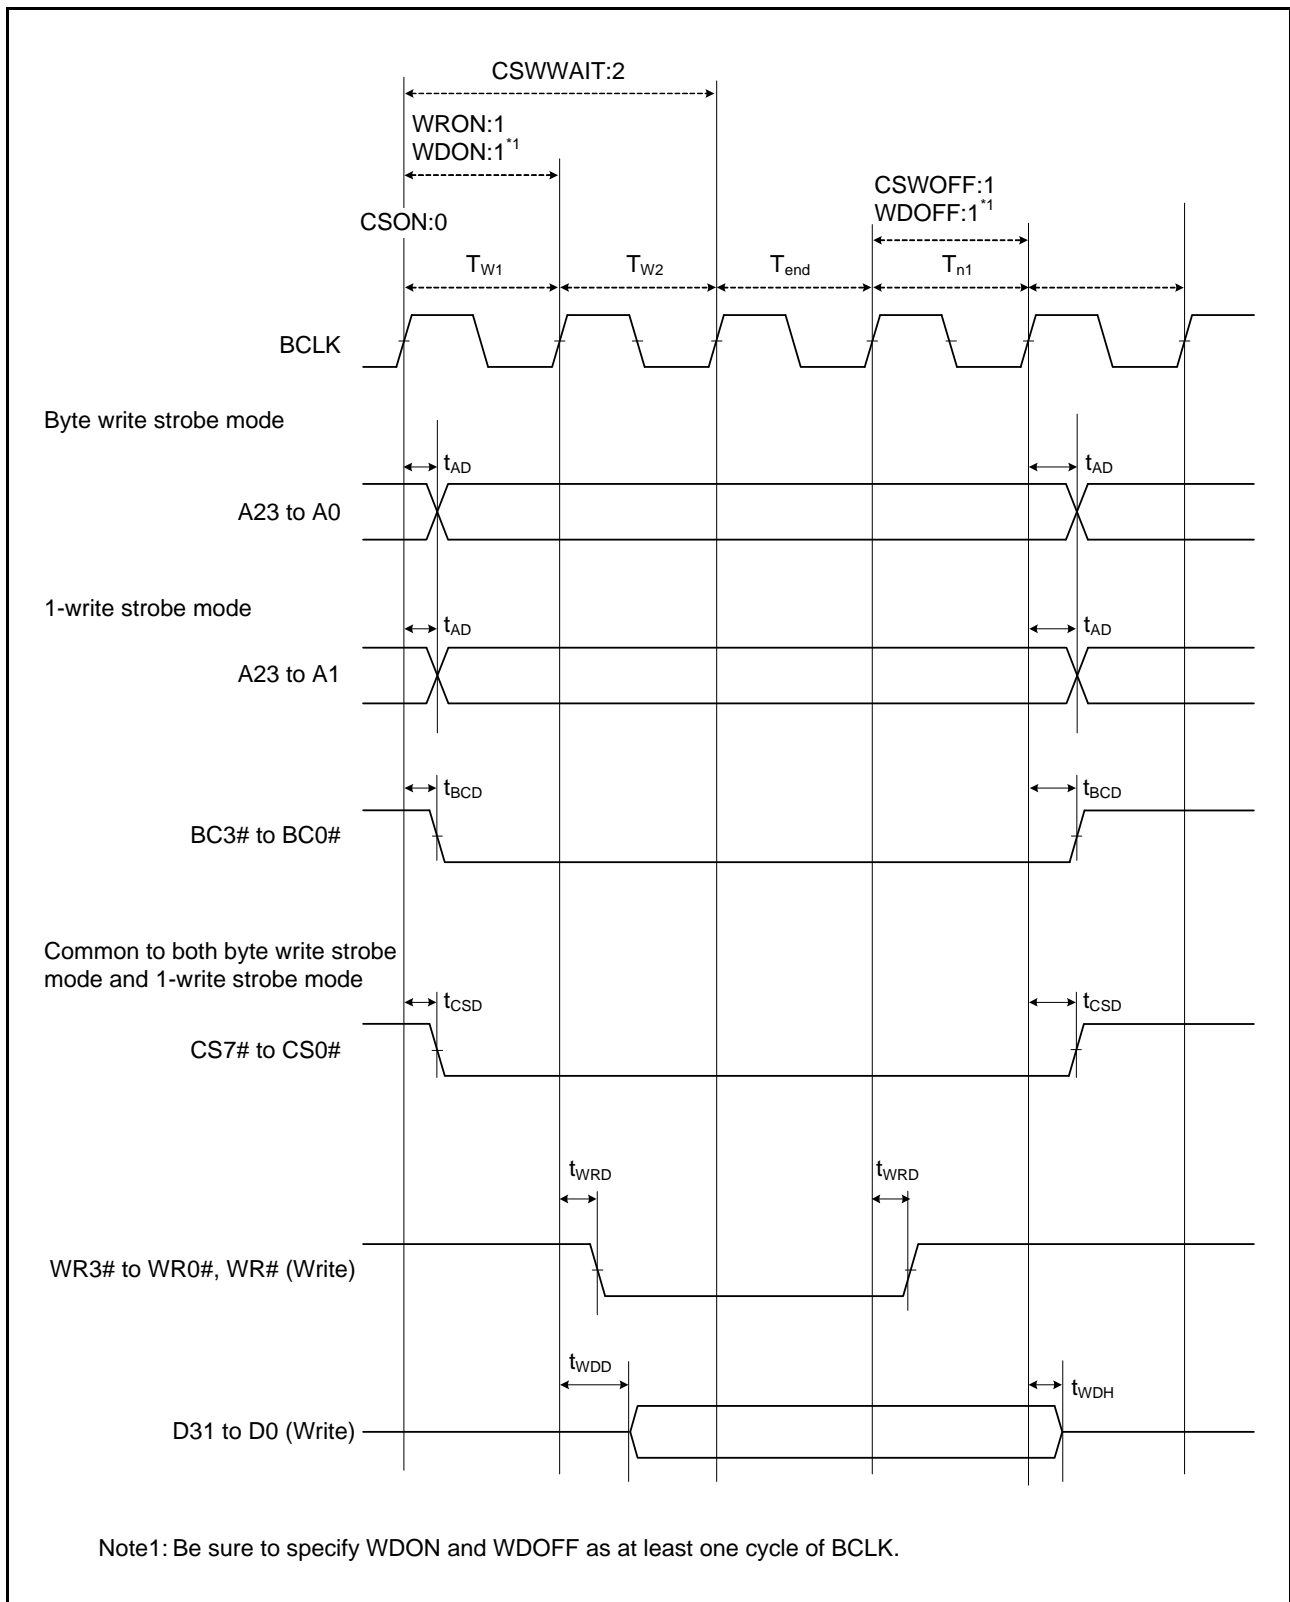 CSWWAIT:2
WRON:1
WDON:1*1
CSWOFF:1
WDOFF:1*1
CSON:0
TW1
TW2
Tend
Tn1
BCLK
Byte write strobe mode
tAD
tAD
A23 to A0
1-write strobe mode
tAD
tAD
A23 to A1
tBCD
tBCD
BC3# to BC0#
Common to both byte write strobe
mode and 1-write strobe mode
tCSD
tCSD
CS7# to CS0#
tWRD
tWRD
WR3# to WR0#, WR# (Write)
tWDD
tWDH
D31 to D0 (Write)
Note1: Be sure to specify WDON and WDOFF as at least one cycle of BCLK.